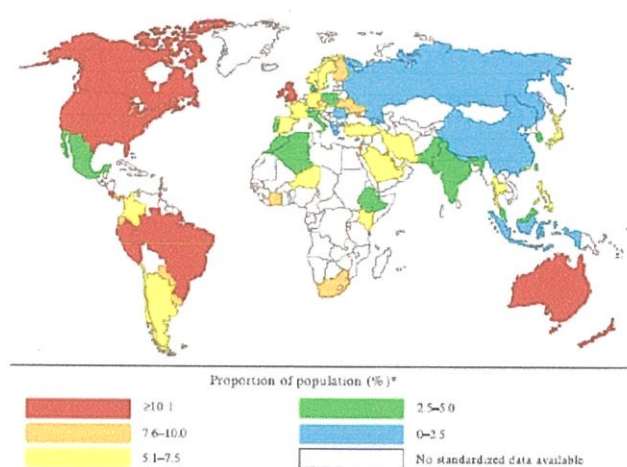 Proportion of population (%)*
≥10.1
7.6–10.0
5.1–7.5
2.5–5.0
0–2.5
No standardized data available